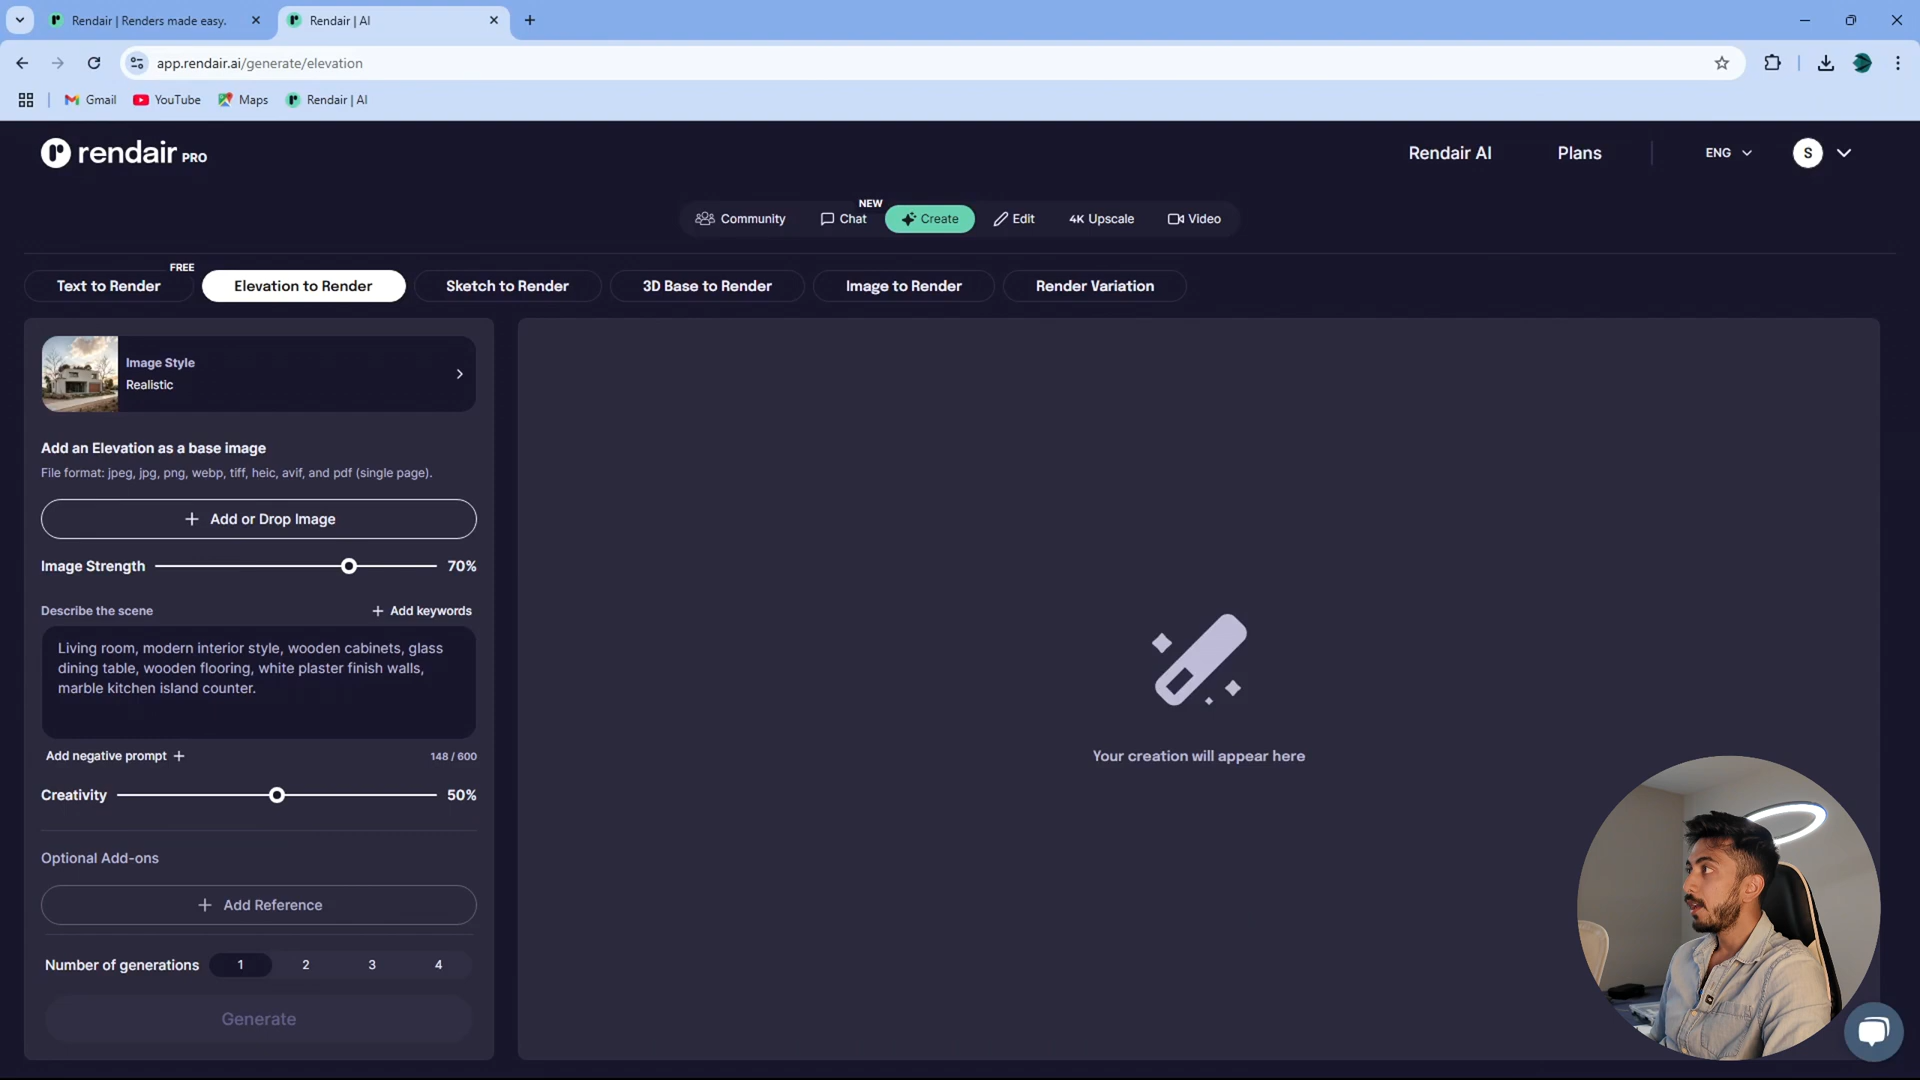 Rendair | Renders made easy.
Rendair | AI
app.rendair.ai/generate/elevation
Gmail
YouTube
Maps
Rendair | AI
rendair PRO
Rendair AI
Plans
ENG
S
Community
Chat
NEW
Create
Edit
4K Upscale
Video
Text to Render
FREE
Elevation to Render
Sketch to Render
3D Base to Render
Image to Render
Render Variation
Image Style
Realistic
Add an Elevation as a base image
File format: jpeg, jpg, png, webp, tiff, heic, avif, and pdf (single page).
Add or Drop Image
Image Strength 70%
Describe the scene
Add keywords
Living room, modern interior style, wooden cabinets, glass
dining table, wooden flooring, white plaster finish walls,
marble kitchen island counter.
Add negative prompt
148 / 600
Creativity 50%
Optional Add-ons
Add Reference
Number of generations 1 2 3 4
Generate
Your creation will appear here